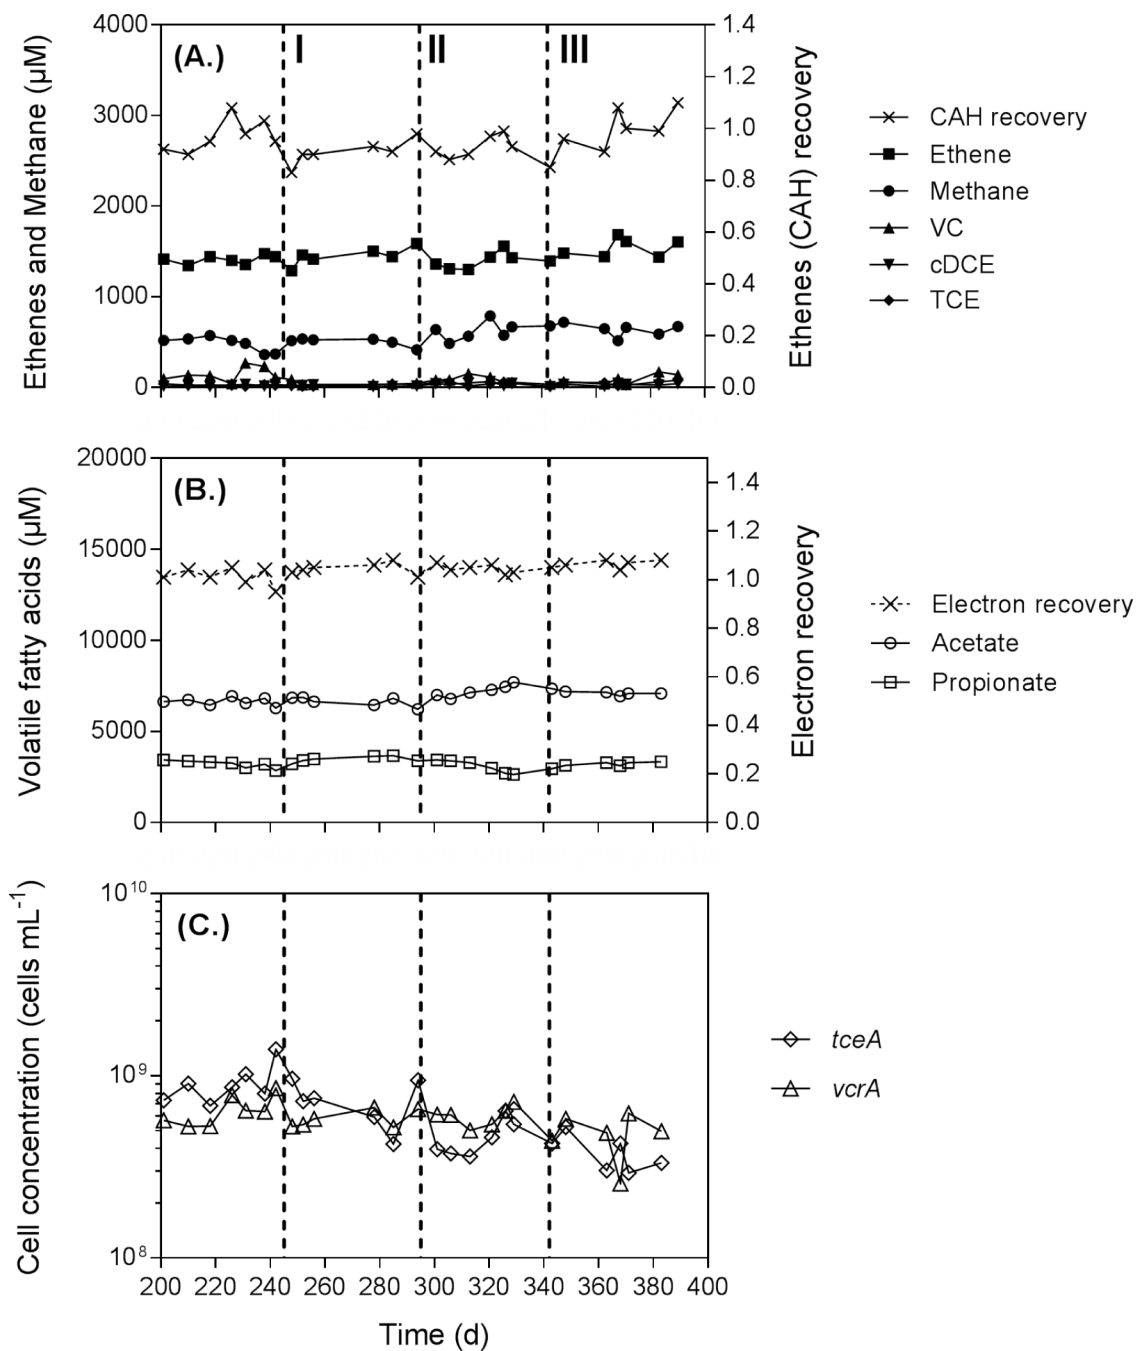 (A.)
I
II
III
4000
3000
2000
1000
0
Ethenes and Methane (µM)
1.4
1.2
1.0
0.8
0.6
0.4
0.2
0.0
Ethenes (CAH) recovery
CAH recovery
Ethene
Methane
VC
cDCE
TCE
(B.)
20000
15000
10000
5000
0
Volatile fatty acids (µM)
1.4
1.2
1.0
0.8
0.6
0.4
0.2
0.0
Electron recovery
Electron recovery
Acetate
Propionate
(C.)
10^10
10^9
10^8
Cell concentration (cells mL^-1)
tceA
vcrA
200 220 240 260 280 300 320 340 360 380 400
Time (d)